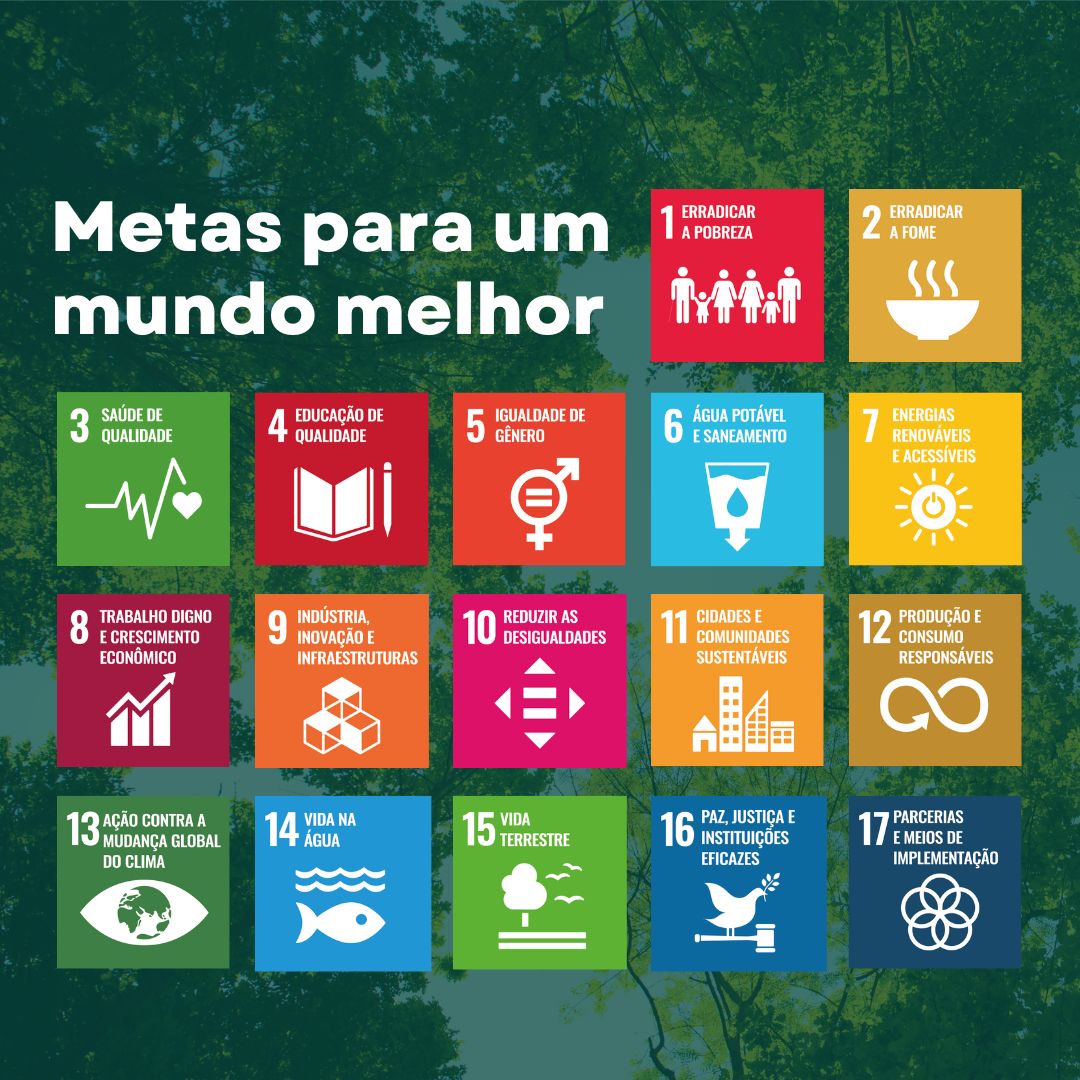 Metas para um
mundo melhor
1 ERRADICAR
A POBREZA
2 ERRADICAR
A FOME
3 SAÚDE DE
QUALIDADE
4 EDUCAÇÃO DE
QUALIDADE
5 IGUALDADE DE
GÊNERO
6 ÁGUA POTÁVEL
E SANEAMENTO
7 ENERGIAS
RENOVÁVEIS
E ACESSÍVEIS
8 TRABALHO DIGNO
E CRESCIMENTO
ECONÔMICO
9 INDÚSTRIA,
INOVAÇÃO E
INFRAESTRUTURAS
10 REDUZIR AS
DESIGUALDADES
11 CIDADES E
COMUNIDADES
SUSTENTÁVEIS
12 PRODUÇÃO E
CONSUMO
RESPONSÁVEIS
13 AÇÃO CONTRA A
MUDANÇA GLOBAL
DO CLIMA
14 VIDA NA
ÁGUA
15 VIDA
TERRESTRE
16 PAZ, JUSTIÇA E
INSTITUIÇÕES
EFICAZES
17 PARCERIAS
E MEIOS DE
IMPLEMENTAÇÃO